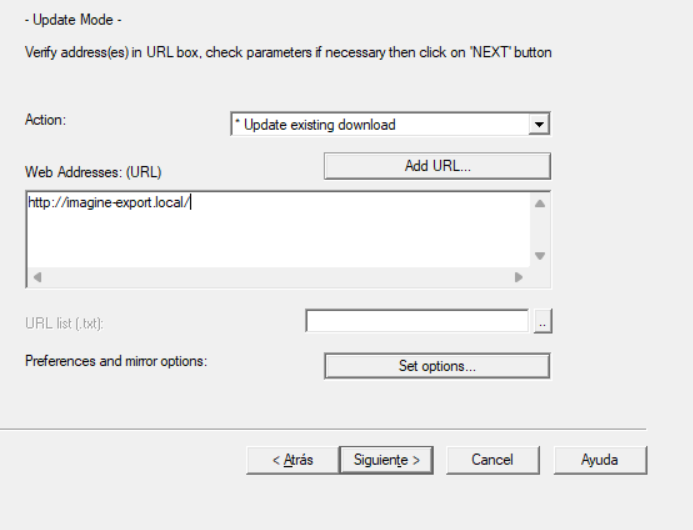 - Update Mode -
Verify address(es) in URL box, check parameters if necessary then click on 'NEXT' button
Action:
* Update existing download
Web Addresses: (URL)
Add URL...
http://imagine-export.local/
URL list (.txt):
..
Preferences and mirror options:
Set options...
< Atrás
Siguiente >
Cancel
Ayuda